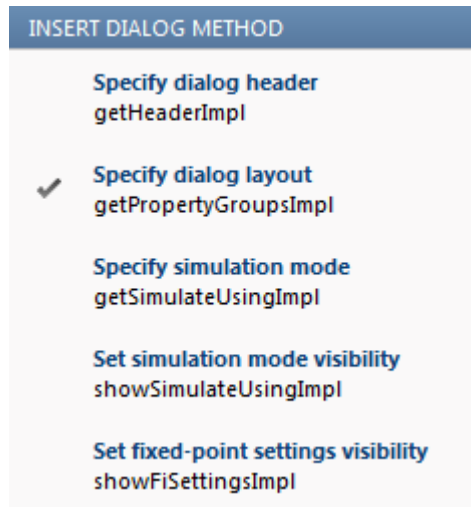 INSERT DIALOG METHOD
Specify dialog header
getHeaderImpl
Specify dialog layout
getPropertyGroupsImpl
Specify simulation mode
getSimulateUsingImpl
Set simulation mode visibility
showSimulateUsingImpl
Set fixed-point settings visibility
showFiSettingsImpl